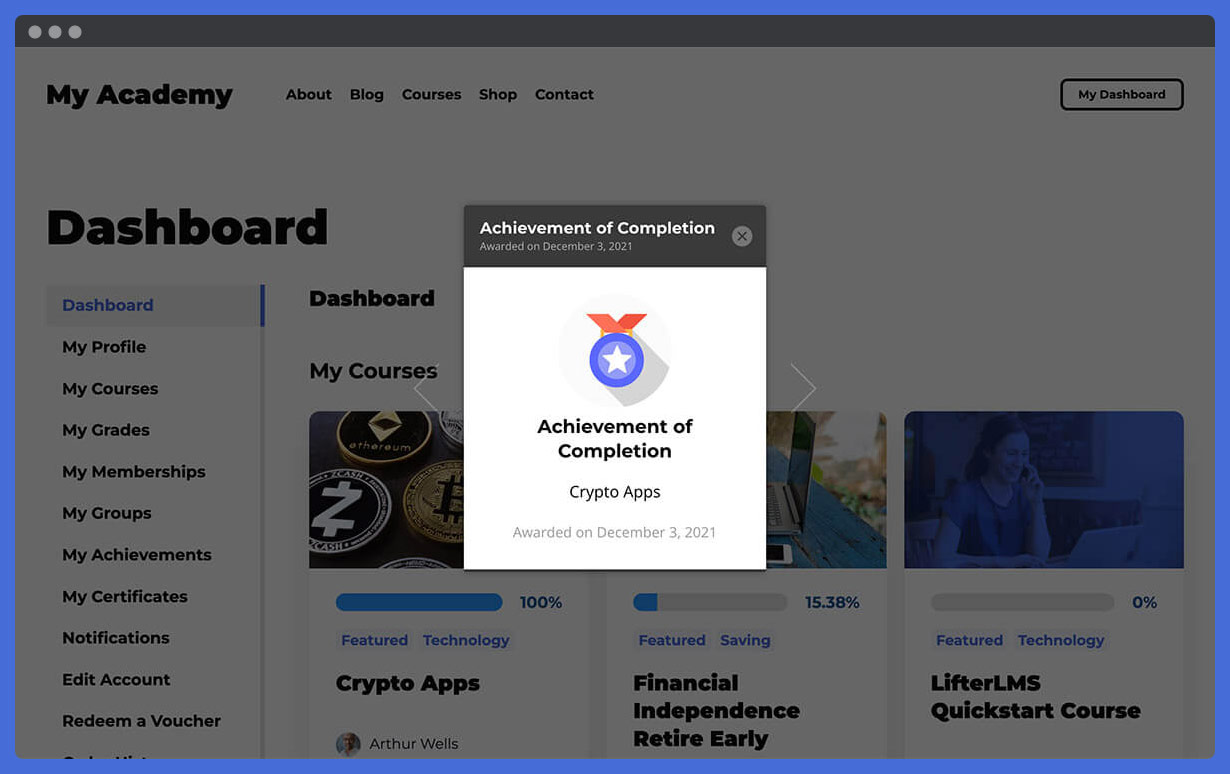 My Academy
About Blog Courses Shop Contact
My Dashboard
Dashboard
Dashboard
My Profile
My Courses
My Grades
My Memberships
My Groups
My Achievements
My Certificates
Notifications
Edit Account
Redeem a Voucher
Dashboard
My Courses
Achievement of Completion
Awarded on December 3, 2021
Achievement of
Completion
Crypto Apps
Awarded on December 3, 2021
ethereum
ZCASH
ZCASH
100%
Featured Technology
Crypto Apps
Arthur Wells
15.38%
Featured Saving
Financial
Independence
Retire Early
0%
Featured Technology
LifterLMS
Quickstart Course